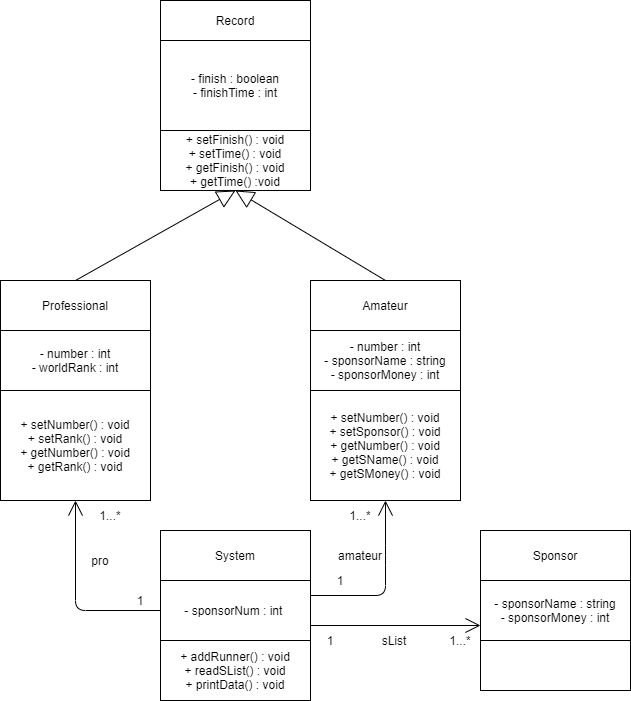 Record
- finish : boolean
- finishTime : int
+ setFinish() : void
+ setTime() : void
+ getFinish() : void
+ getTime() :void
Professional
- number : int
- worldRank : int
+ setNumber() : void
+ setRank() : void
+ getNumber() : void
+ getRank() : void
Amateur
- number : int
- sponsorName : string
- sponsorMoney : int
+ setNumber() : void
+ setSponsor() : void
+ getNumber() : void
+ getSName() : void
+ getSMoney() : void
1...*
pro
1
1...*
amateur
1
System
- sponsorNum : int
+ addRunner() : void
+ readSList() : void
+ printData() : void
1
sList
1...*
Sponsor
- sponsorName : string
- sponsorMoney : int